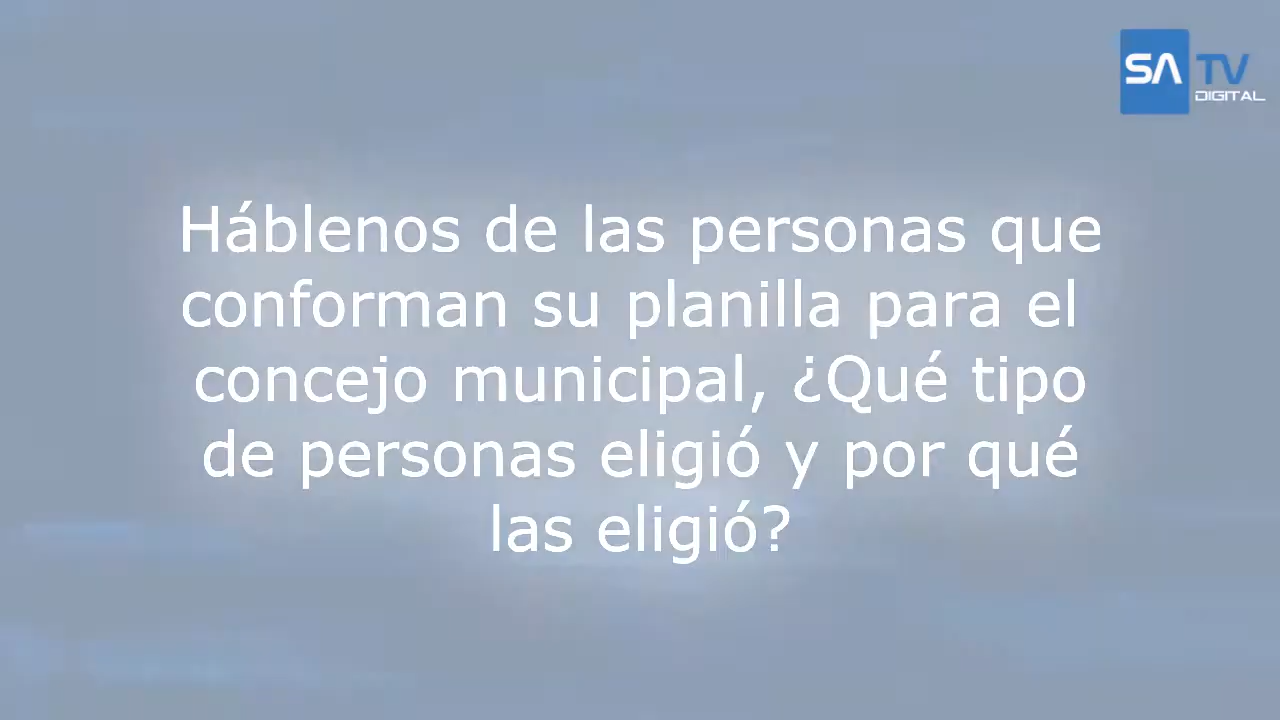 SA TV
DIGITAL
Háblenos de las personas que
conforman su planilla para el
concejo municipal, ¿Qué tipo
de personas eligió y por qué
las eligió?